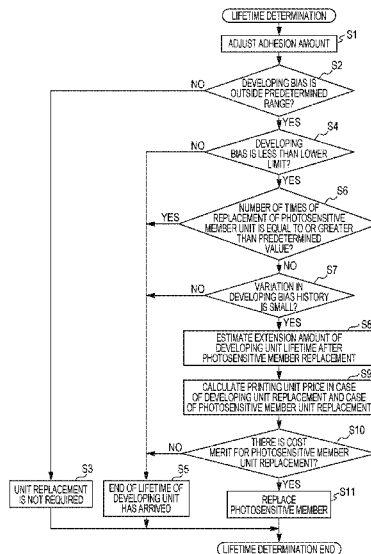 LIFETIME DETERMINATION
S1
ADJUST ADHESION AMOUNT
S2
NO
DEVELOPING BIAS IS
OUTSIDE PREDETERMINED
RANGE?
YES
S4
NO
DEVELOPING
BIAS IS LESS THAN LOWER
LIMIT?
YES
S6
NUMBER OF TIMES OF
REPLACEMENT OF PHOTOSENSITIVE
MEMBER UNIT IS EQUAL TO OR GREATER
THAN PREDETERMINED
VALUE?
YES
NO
S7
NO
VARIATION IN
DEVELOPING BIAS HISTORY
IS SMALL?
YES
S8
ESTIMATE EXTENSION AMOUNT OF
DEVELOPING UNIT LIFETIME AFTER
PHOTOSENSITIVE MEMBER REPLACEMENT
S9
CALCULATE PRINTING UNIT PRICE IN CASE
OF DEVELOPING UNIT REPLACEMENT AND CASE
OF PHOTOSENSITIVE MEMBER UNIT REPLACEMENT
S10
NO
THERE IS COST
MERIT FOR PHOTOSENSITIVE MEMBER
UNIT REPLACEMENT?
YES
S3
UNIT REPLACEMENT
IS NOT REQUIRED
S5
END OF LIFETIME OF
DEVELOPING UNIT
HAS ARRIVED
S11
REPLACE
PHOTOSENSITIVE MEMBER
LIFETIME DETERMINATION END